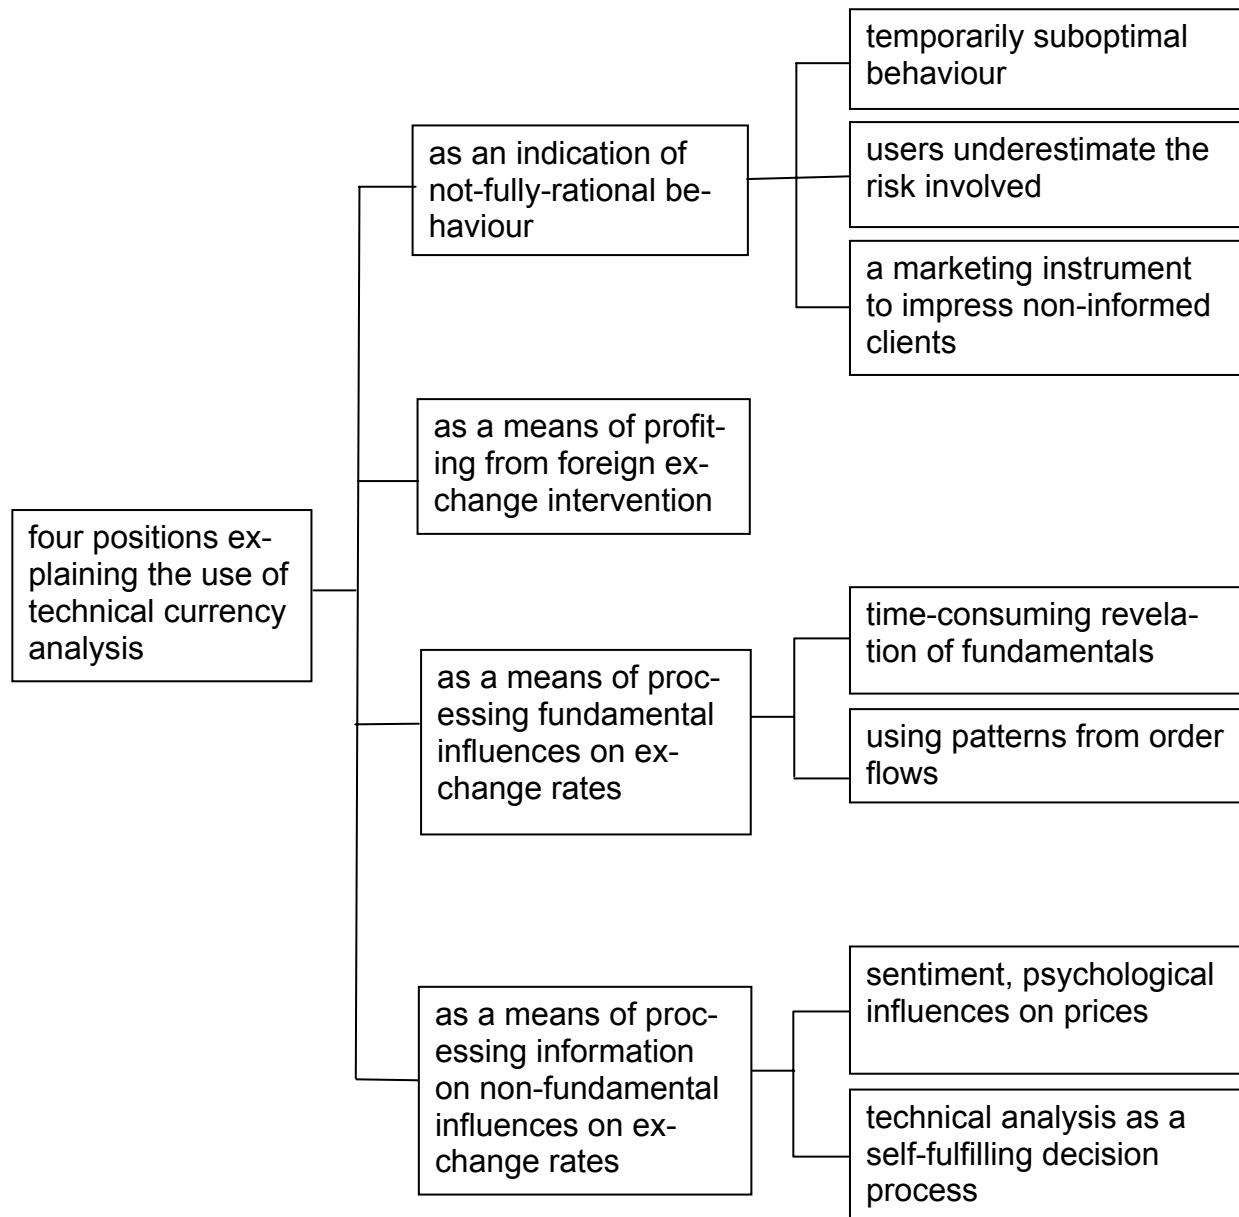 four positions ex-
plaining the use of
technical currency
analysis
as an indication of
not-fully-rational be-
haviour
temporarily suboptimal
behaviour
users underestimate the
risk involved
a marketing instrument
to impress non-informed
clients
as a means of profit-
ing from foreign ex-
change intervention
as a means of proc-
essing fundamental
influences on ex-
change rates
time-consuming revela-
tion of fundamentals
using patterns from order
flows
as a means of proc-
essing information
on non-fundamental
influences on ex-
change rates
sentiment, psychological
influences on prices
technical analysis as a
self-fulfilling decision
process